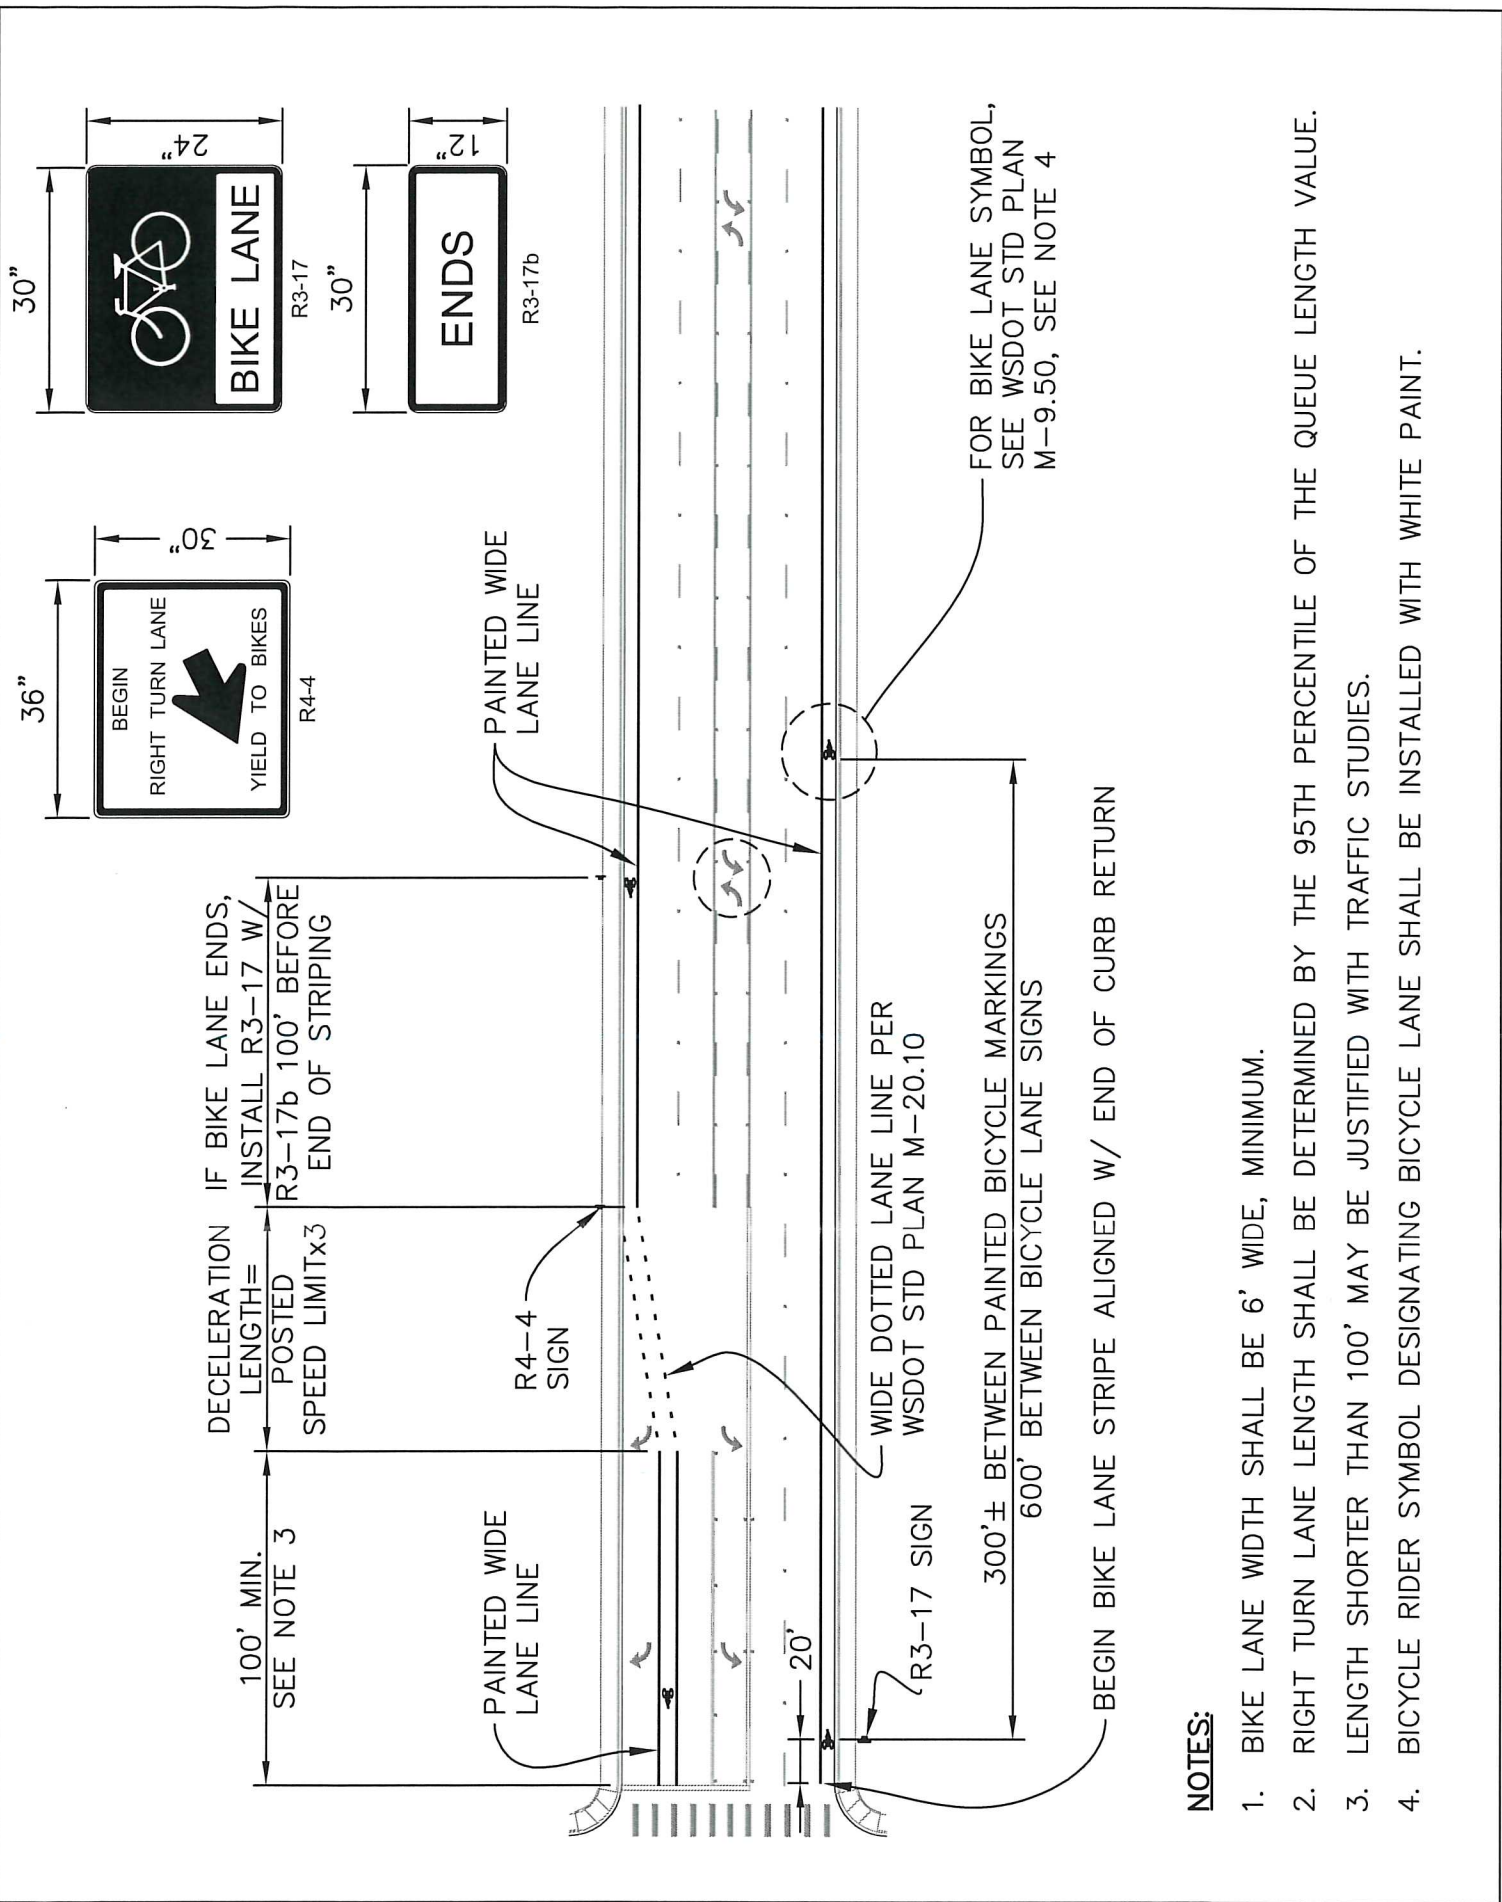 36"
BEGIN
RIGHT TURN LANE
YIELD TO BIKES
30"
R4-4
30"
BIKE LANE
24"
R3-17
30"
ENDS
12"
R3-17b
100' MIN.
SEE NOTE 3
DECELERATION
LENGTH=
POSTED
SPEED LIMITx3
IF BIKE LANE ENDS,
INSTALL R3-17 W/
R3-17b 100' BEFORE
END OF STRIPING
PAINTED WIDE
LANE LINE
R4-4
SIGN
PAINTED WIDE
LANE LINE
20'
R3-17 SIGN
WIDE DOTTED LANE LINE PER
WSDOT STD PLAN M-20.10
FOR BIKE LANE SYMBOL,
SEE WSDOT STD PLAN
M-9.50, SEE NOTE 4
300'± BETWEEN PAINTED BICYCLE MARKINGS
600' BETWEEN BICYCLE LANE SIGNS
BEGIN BIKE LANE STRIPE ALIGNED W/ END OF CURB RETURN
NOTES:
1. BIKE LANE WIDTH SHALL BE 6' WIDE, MINIMUM.
2. RIGHT TURN LANE LENGTH SHALL BE DETERMINED BY THE 95TH PERCENTILE OF THE QUEUE LENGTH VALUE.
3. LENGTH SHORTER THAN 100' MAY BE JUSTIFIED WITH TRAFFIC STUDIES.
4. BICYCLE RIDER SYMBOL DESIGNATING BICYCLE LANE SHALL BE INSTALLED WITH WHITE PAINT.